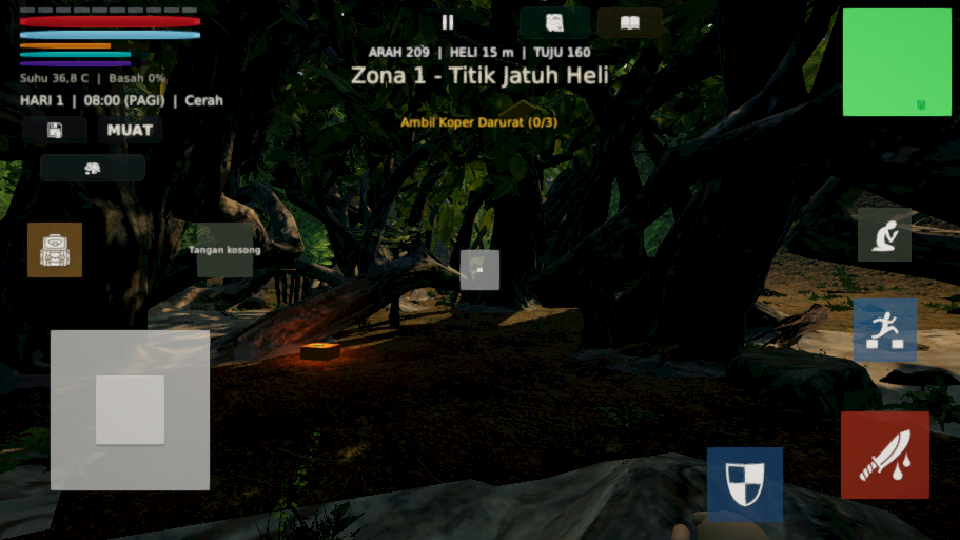 ARAH 209 | HELI 15 m | TUJU 160
Zona 1 - Titik Jatuh Heli
Suhu 36,8 C | Basah 0%
HARI 1 | 08:00 (PAGI) | Cerah
Ambil Koper Darurat (0/3)
MUAT
Tangan kosong